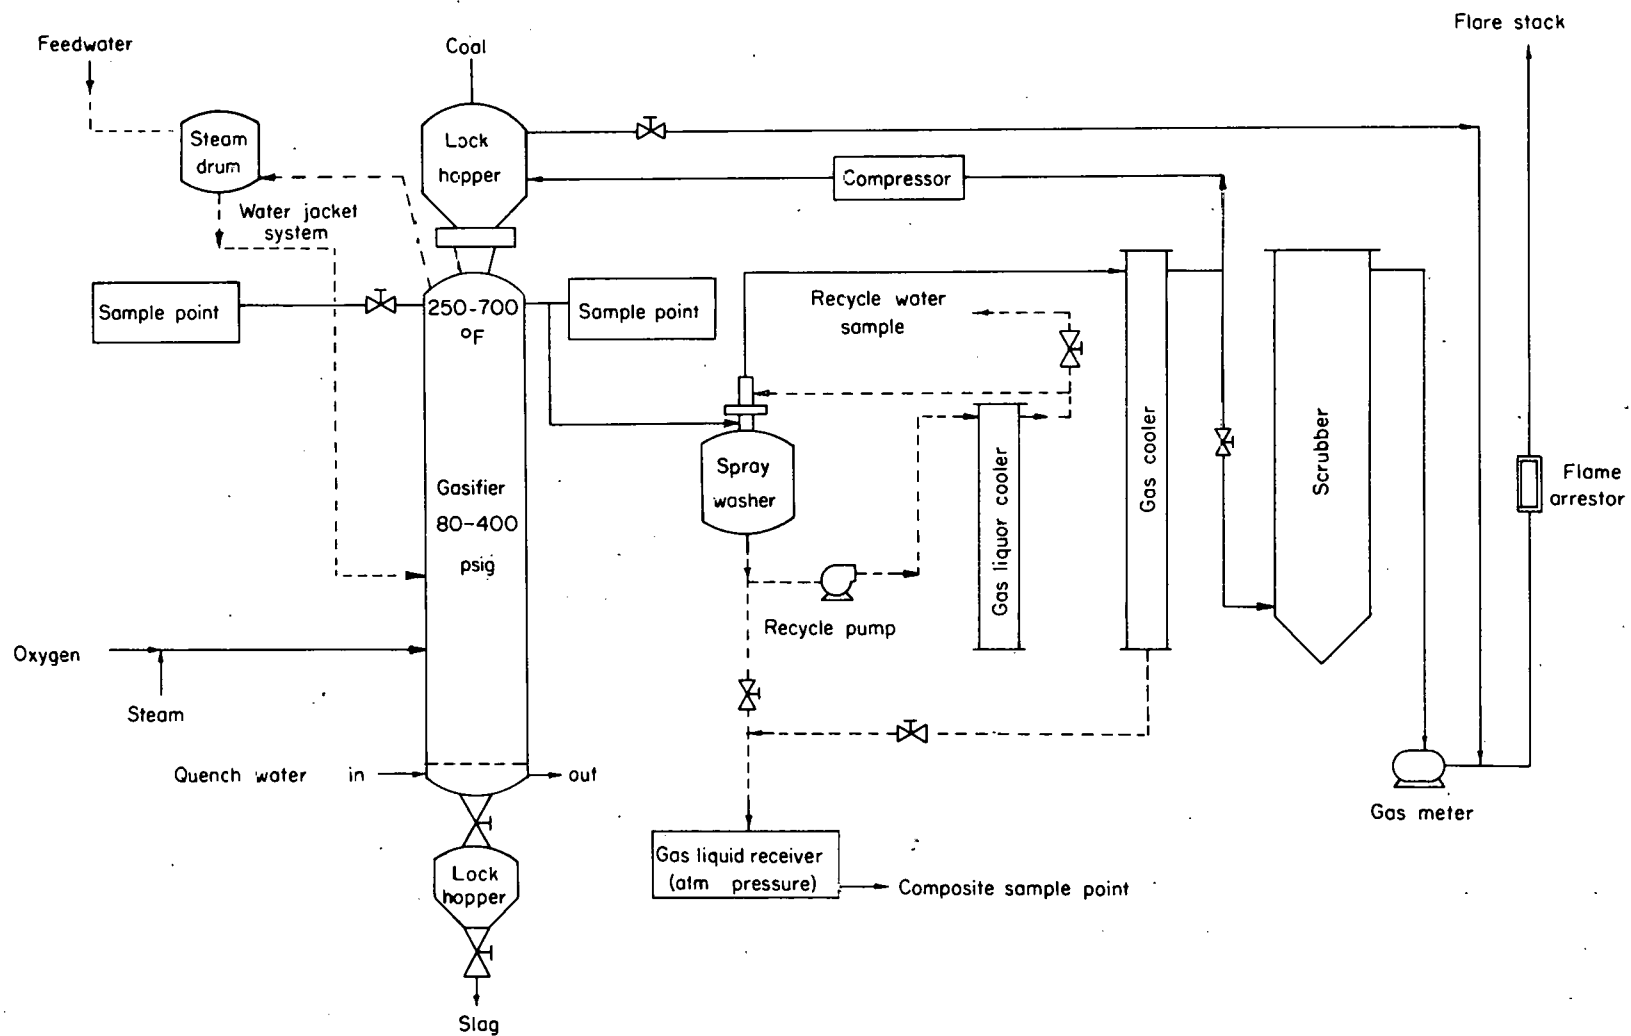 Flare stack
Feedwater
Coal
Steam
drum
Lock
hopper
Compressor
Water jacket
system
Sample point
250-700
°F
Sample point
Recycle water
sample
Gasifier
80-400
psig
Spray
washer
Gas liquor cooler
Gas cooler
Scrubber
Flame
arrestor
Recycle pump
Oxygen
Steam
Quench water in
out
Gas meter
Gas liquid receiver
(atm pressure)
Composite sample point
Lock
hopper
Slag